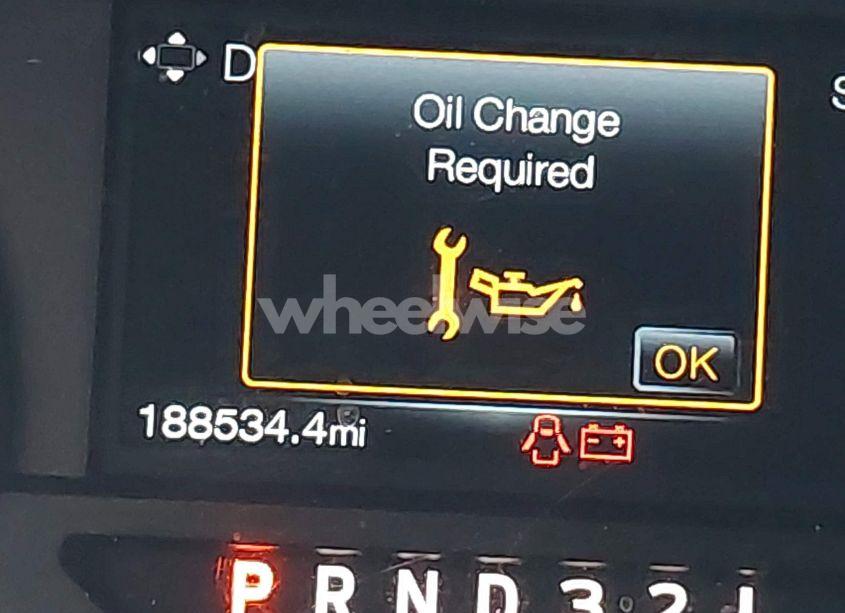 D
Oil Change
Required
wheelwise
OK
188534.4mi
P R N D 3 2 1